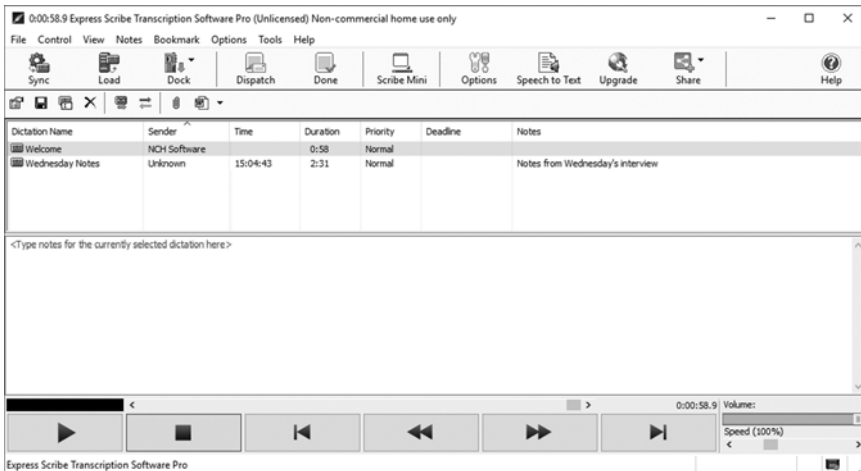 0:00:58.9 Express Scribe Transcription Software Pro (Unlicensed) Non-commercial home use only
File Control View Notes Bookmark Options Tools Help
Sync Load Dock Dispatch Done Scribe Mini Options Speech to Text Upgrade Share Help
Dictation Name Sender Time Duration Priority Deadline Notes
Welcome NCH Software 0:58 Normal
Wednesday Notes Unknown 15:04:43 2:31 Normal Notes from Wednesday's interview
<Type notes for the currently selected dictation here>
0:00:58.9 Volume:
Speed (100%)
Express Scribe Transcription Software Pro